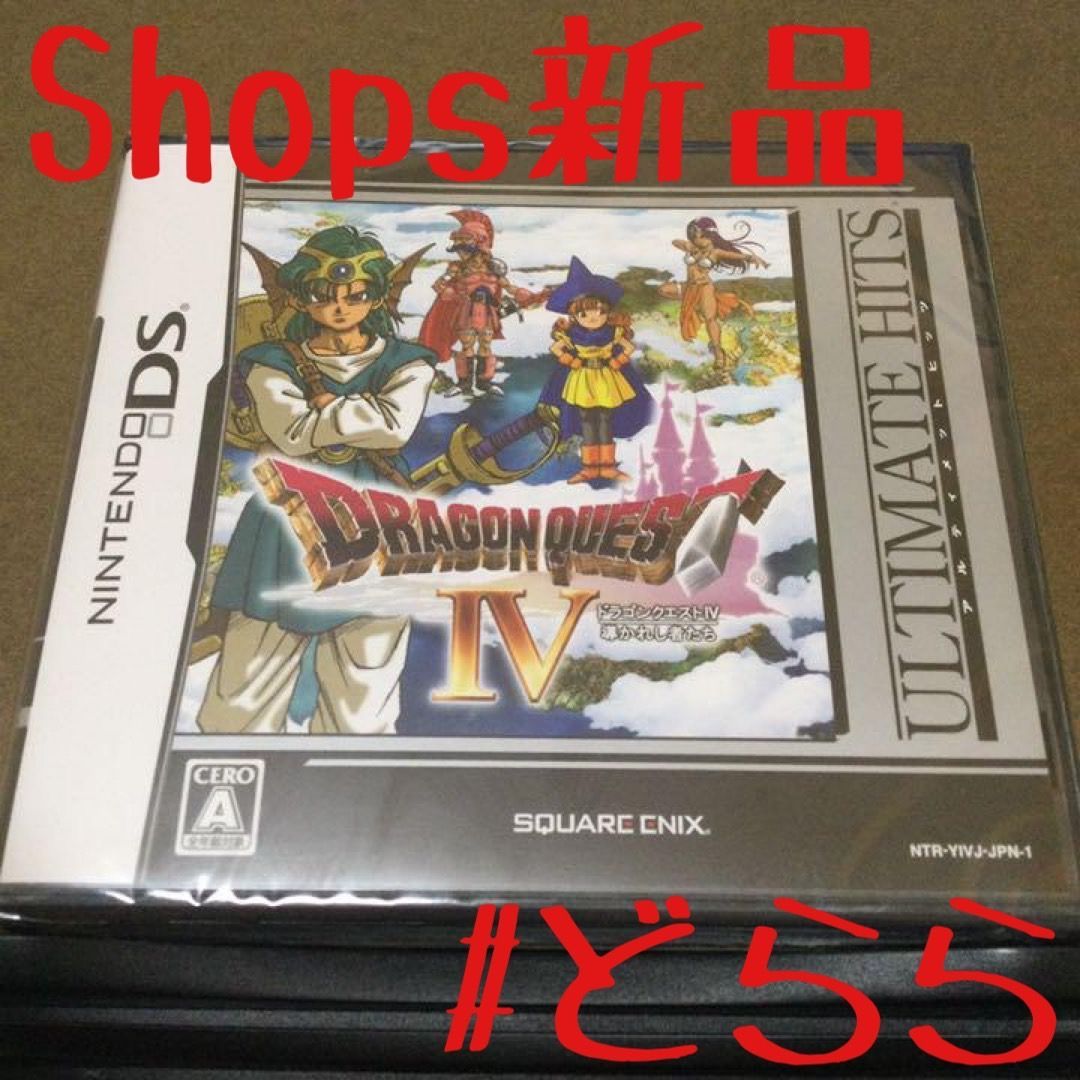 Shops新品
NINTENDO DS®
DRAGON QUEST
IV
ドラゴンクエストIV
導かれし者たち
ULTIMATE HITS
アルティメットヒッツ
CERO
A
全年齢対象
SQUARE ENIX®
NTR-YIVJ-JPN-1
#どらら